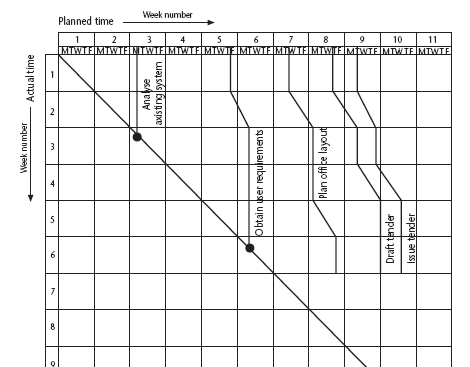 Planned time
Week number
1 2 3 4 5 6 7 8 9 10 11
MTWTF MTWTF MTWTF MTWTF MTWTF MTWTF MTWTF MTWTF MTWTF MTWTF MTWTF
Actual time
Week number
1
2
3
4
5
6
7
8
9
Analyse
axisting system
Obtain user requirements
Plan office layout
Draft tender
Issue tender